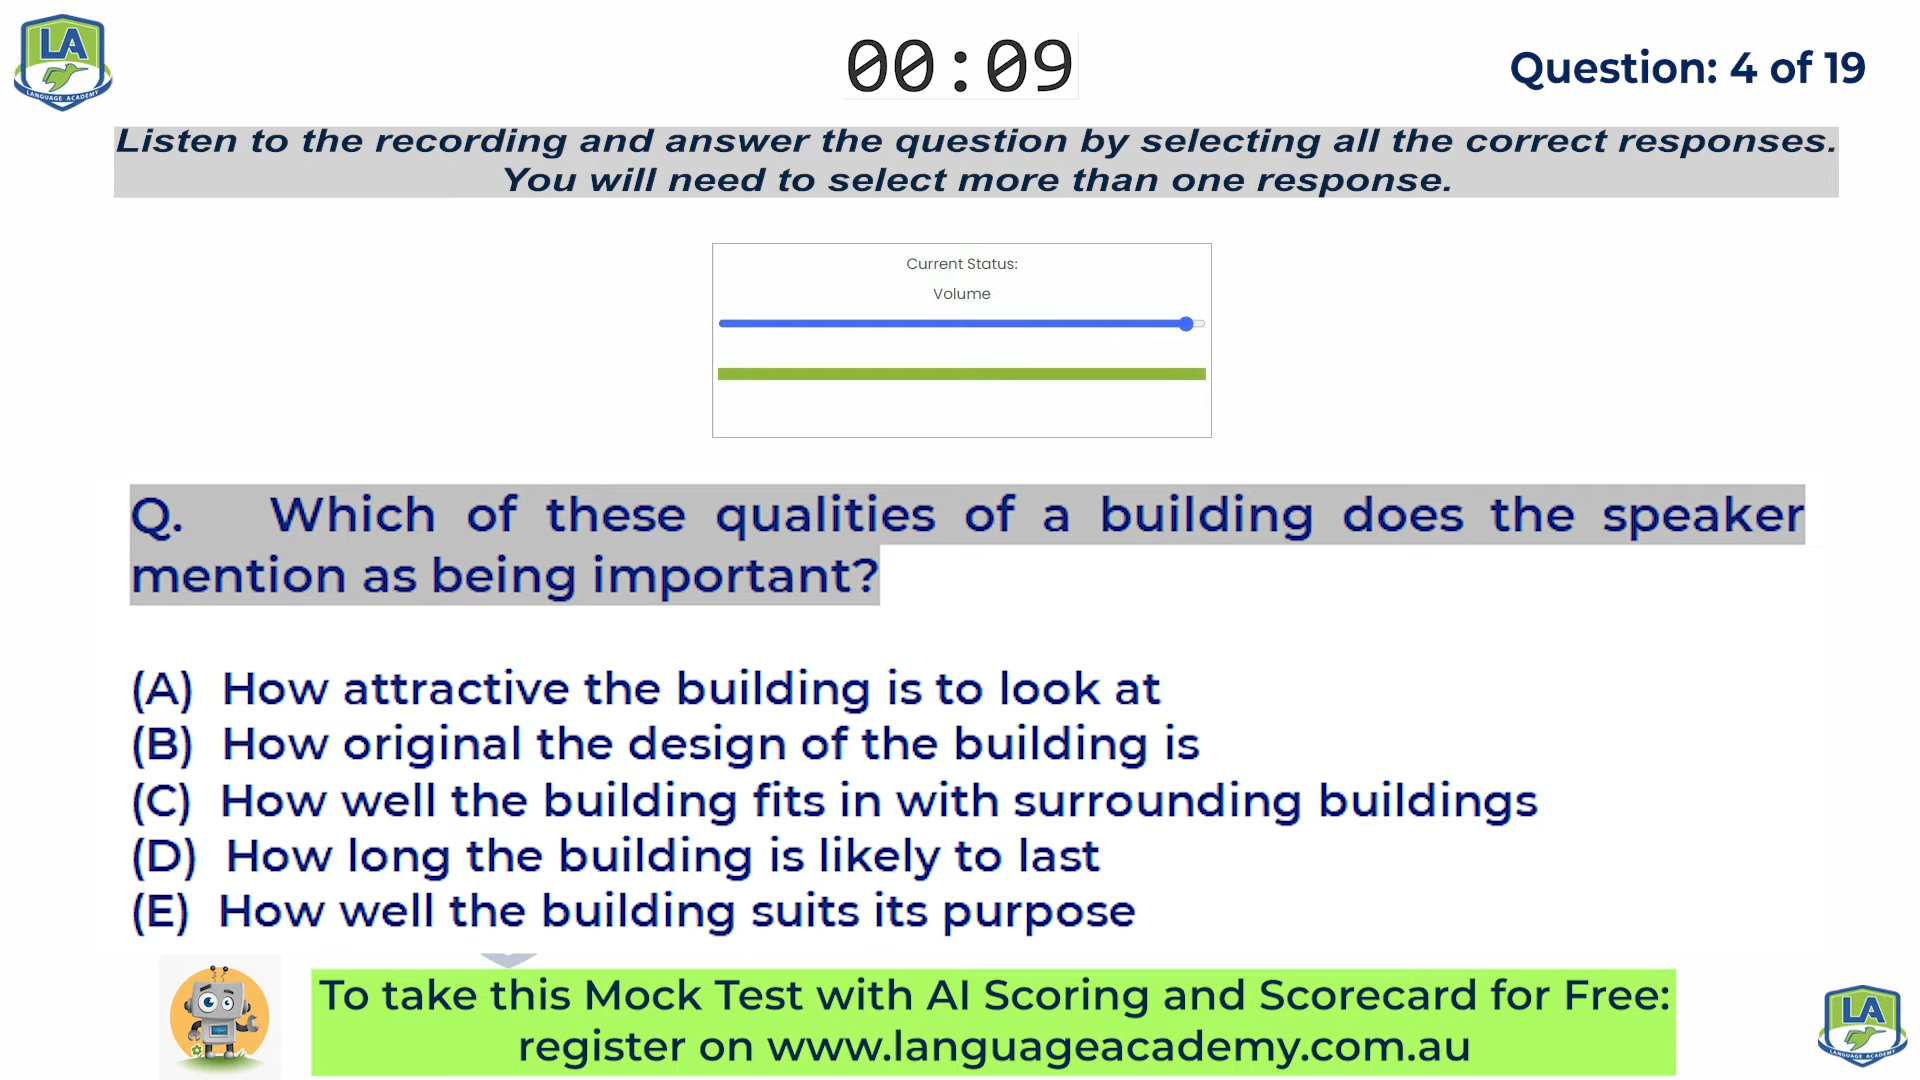 LA
LANGUAGE ACADEMY
00:09
Question: 4 of 19
Listen to the recording and answer the question by selecting all the correct responses.
You will need to select more than one response.
Current Status:
Volume
Q. Which of these qualities of a building does the speaker
mention as being important?
(A) How attractive the building is to look at
(B) How original the design of the building is
(C) How well the building fits in with surrounding buildings
(D) How long the building is likely to last
(E) How well the building suits its purpose
To take this Mock Test with AI Scoring and Scorecard for Free:
register on www.languageacademy.com.au
LA
LANGUAGE ACADEMY